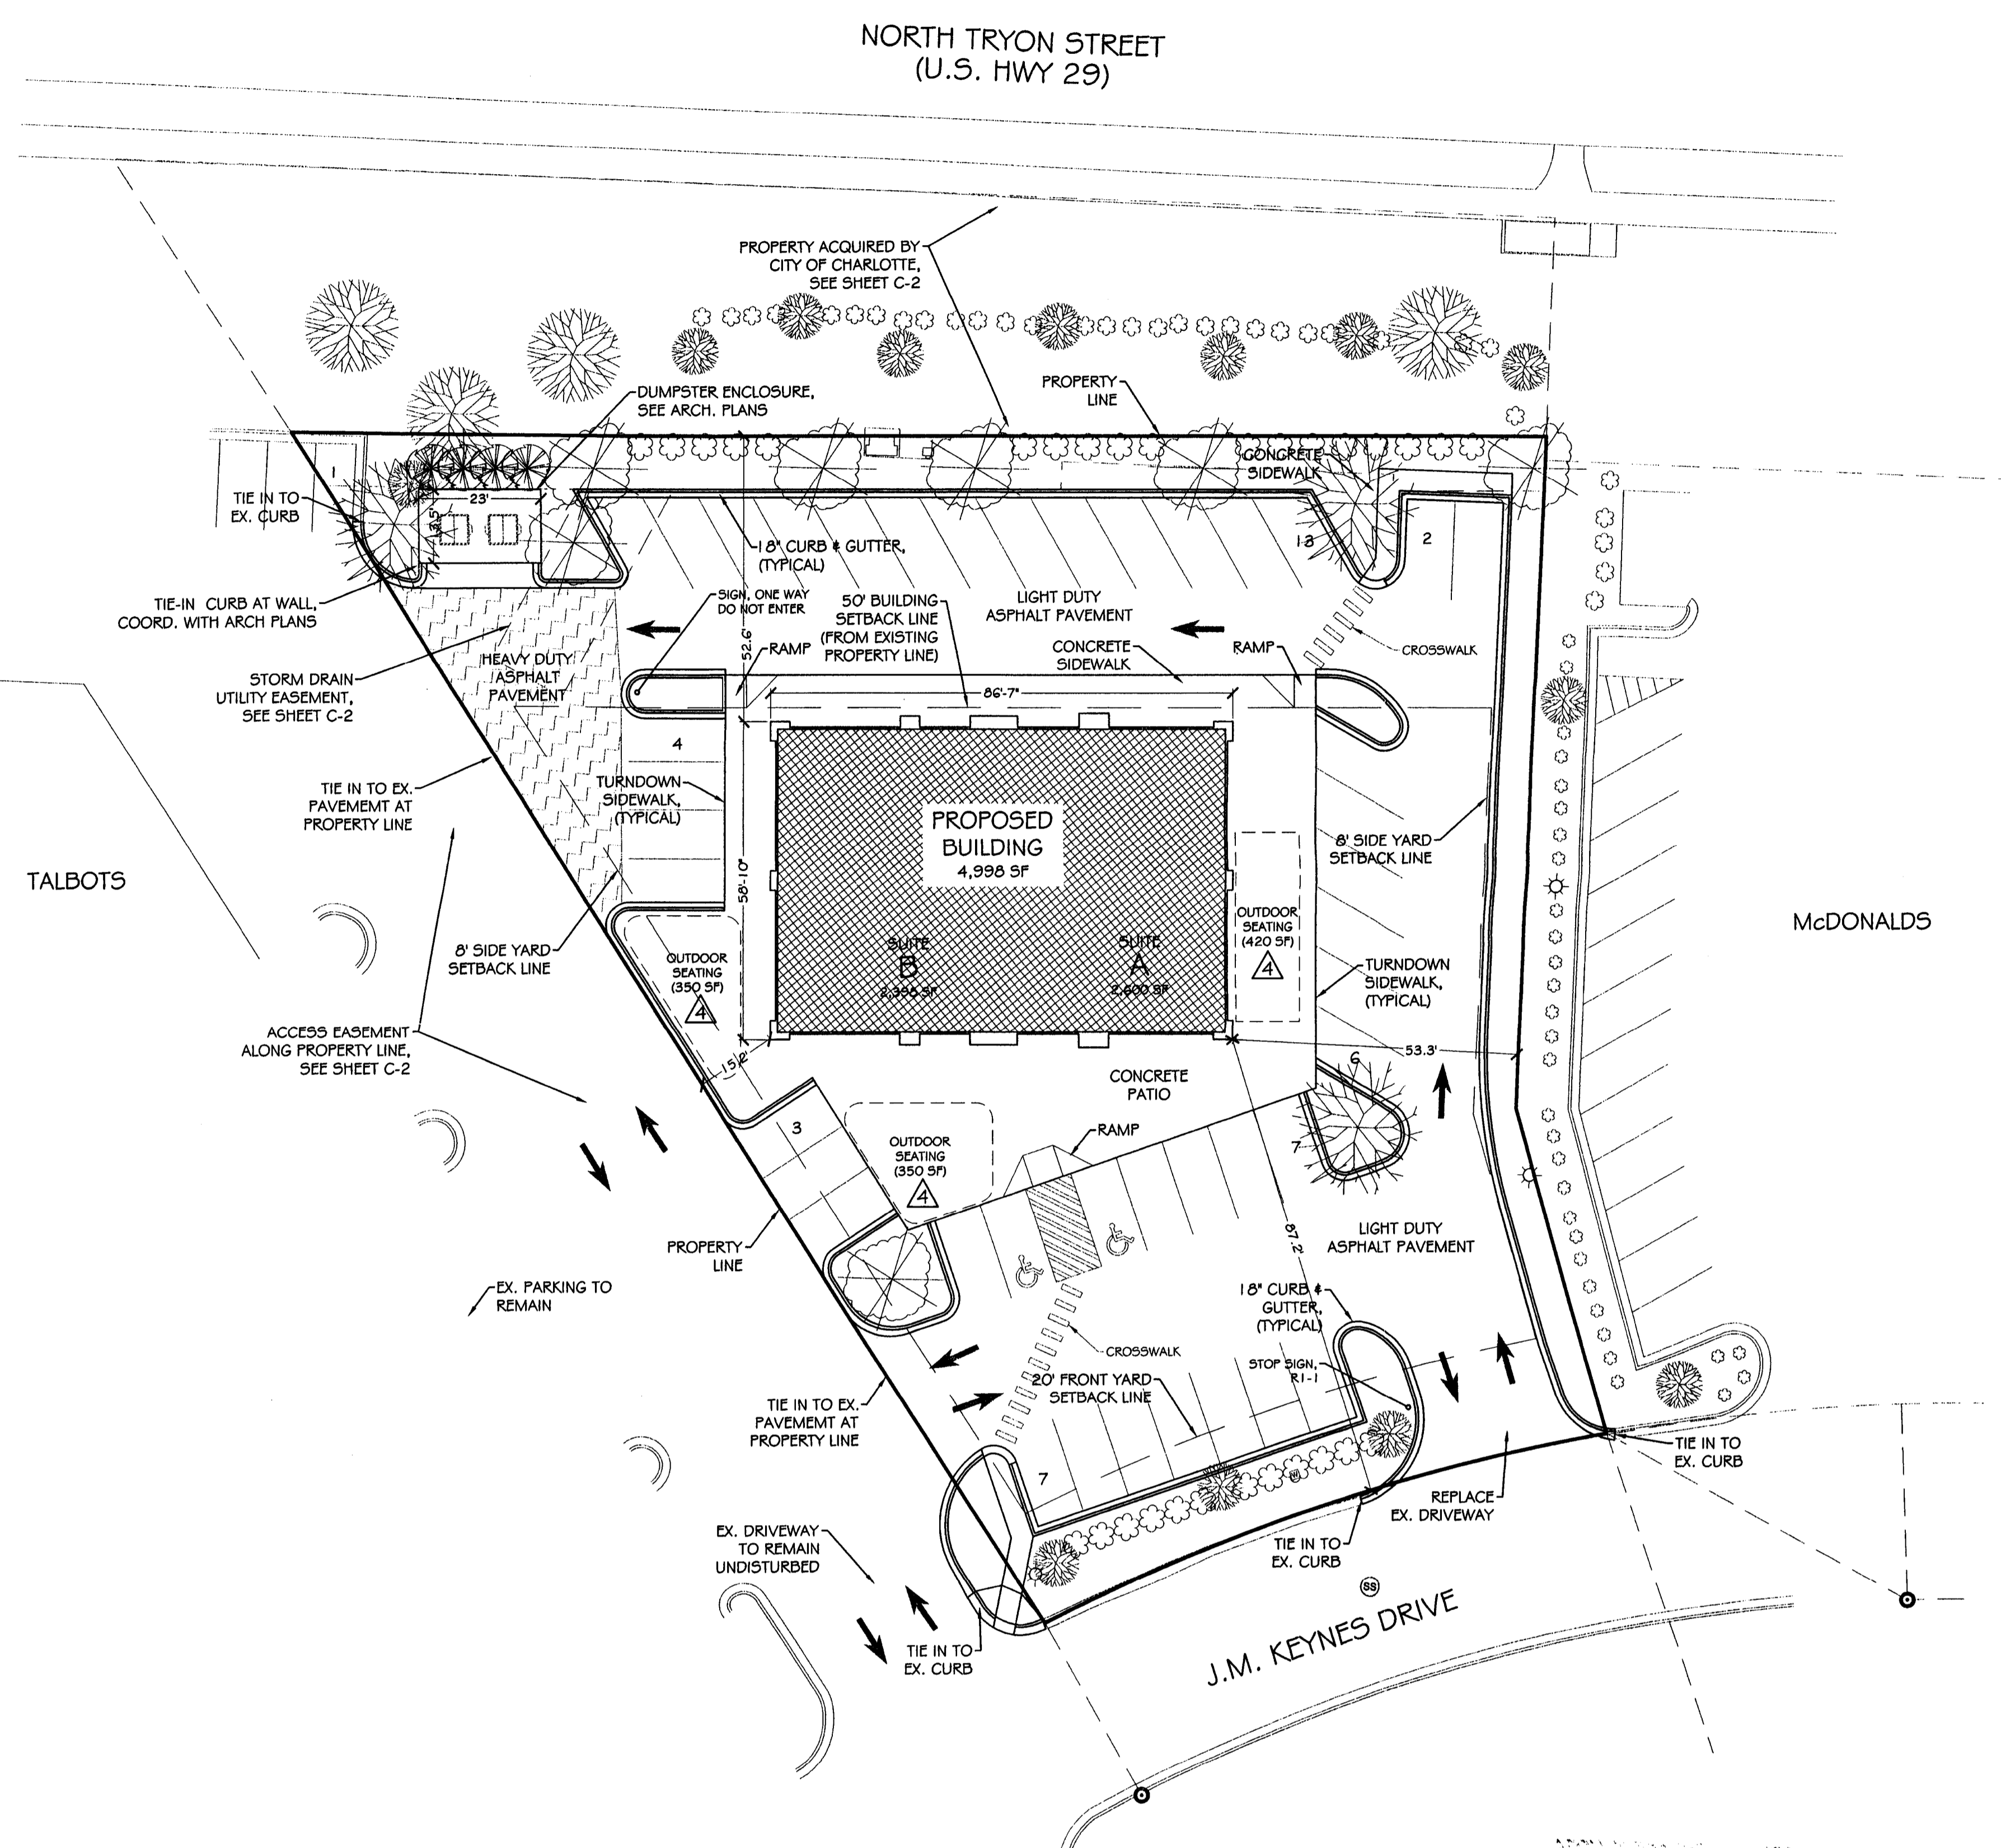 NORTH TRYON STREET
(U.S. HWY 29)
PROPERTY ACQUIRED BY
CITY OF CHARLOTTE,
SEE SHEET C-2
DUMPSTER ENCLOSURE,
SEE ARCH. PLANS
PROPERTY
LINE
CONCRETE
SIDEWALK
1
TIE IN TO
EX. CURB
23'
13.5'
18" CURB & GUTTER,
(TYPICAL)
13
2
TIE-IN CURB AT WALL,
COORD. WITH ARCH PLANS
SIGN, ONE WAY
DO NOT ENTER
50' BUILDING
SETBACK LINE
(FROM EXISTING
PROPERTY LINE)
LIGHT DUTY
ASPHALT PAVEMENT
52.6'
RAMP
CONCRETE
SIDEWALK
RAMP
CROSSWALK
HEAVY DUTY
ASPHALT
PAVEMENT
STORM DRAIN
UTILITY EASEMENT,
SEE SHEET C-2
86'-7"
4
TURNDOWN
SIDEWALK,
(TYPICAL)
TIE IN TO EX.
PAVEMEMT AT
PROPERTY LINE
PROPOSED
BUILDING
4,998 SF
8' SIDE YARD
SETBACK LINE
58'-10"
TALBOTS
McDONALDS
8' SIDE YARD
SETBACK LINE
OUTDOOR
SEATING
(350 SF)
4
SUITE
B
2,398 SF
SUITE
A
2,600 SF
OUTDOOR
SEATING
(420 SF)
4
TURNDOWN
SIDEWALK,
(TYPICAL)
ACCESS EASEMENT
ALONG PROPERTY LINE,
SEE SHEET C-2
15.2'
53.3'
6
CONCRETE
PATIO
3
RAMP
7
OUTDOOR
SEATING
(350 SF)
4
PROPERTY
LINE
87.2'
LIGHT DUTY
ASPHALT PAVEMENT
EX. PARKING TO
REMAIN
18" CURB &
GUTTER,
(TYPICAL)
CROSSWALK
STOP SIGN,
R1-1
20' FRONT YARD
SETBACK LINE
TIE IN TO EX.
PAVEMEMT AT
PROPERTY LINE
7
TIE IN TO
EX. CURB
REPLACE
EX. DRIVEWAY
EX. DRIVEWAY
TO REMAIN
UNDISTURBED
TIE IN TO
EX. CURB
SS
J.M. KEYNES DRIVE
TIE IN TO
EX. CURB